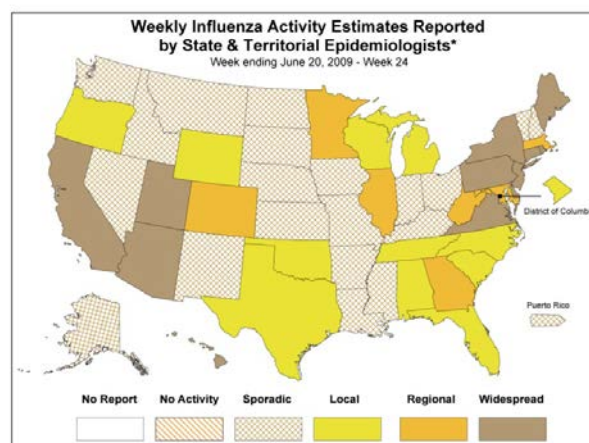 Weekly Influenza Activity Estimates Reported
by State & Territorial Epidemiologists*
Week ending June 20, 2009 - Week 24
District of Columb
Puerto Rico
No Report No Activity Sporadic Local Regional Widespread